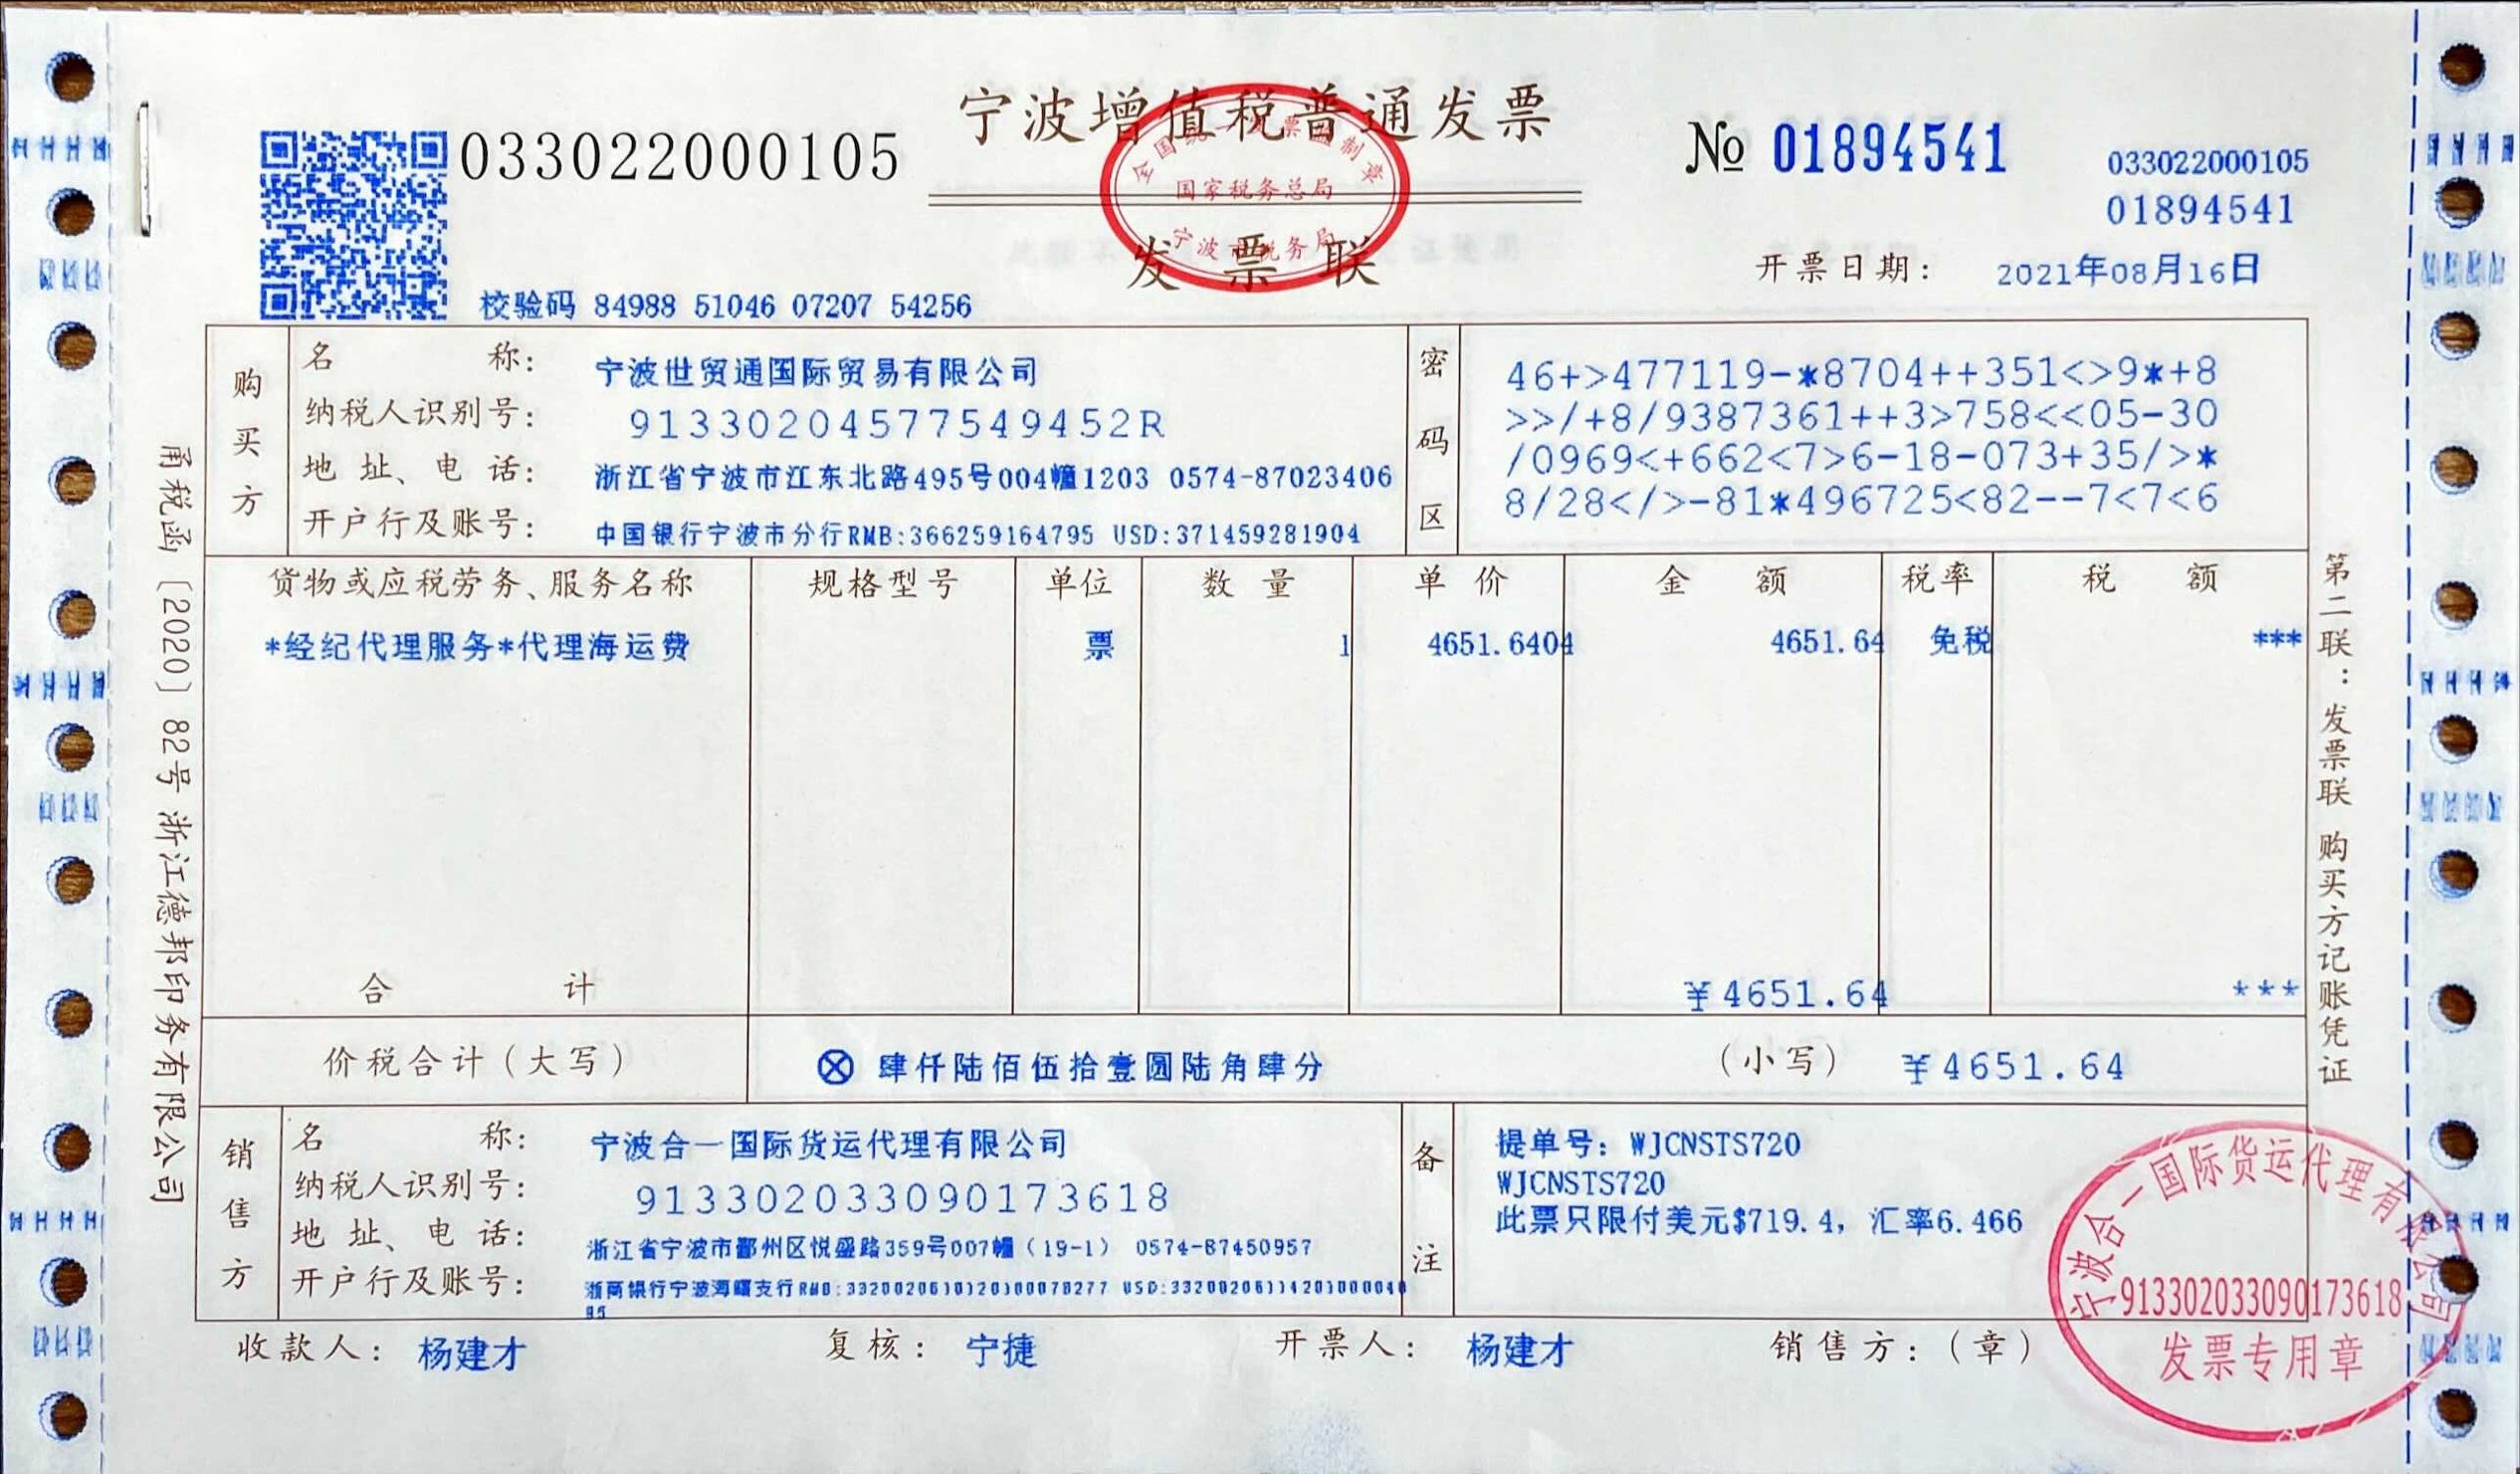 宁波增值税普通发票
033022000105
全国统一发票监制章
国家税务总局
宁波市税务局
发票联
№ 01894541
033022000105
01894541
校验码 84988 51046 07207 54256
开票日期: 2021年08月16日
购买方
名称: 宁波世贸通国际贸易有限公司
纳税人识别号: 91330204577549452R
地址、电话: 浙江省宁波市江东北路495号004幢1203 0574-87023406
开户行及账号: 中国银行宁波市分行RMB:366259164795 USD:371459281904
密码区
46+>477119-*8704++351<>9*+8
>>/+8/9387361++3>758<<05-30
/0969<+662<7>6-18-073+35/>*
8/28</>-81*496725<82--7<7<6
货物或应税劳务、服务名称 规格型号 单位 数量 单价 金额 税率 税额
*经纪代理服务*代理海运费 票 1 4651.6404 4651.64 免税 ***
合计 ¥4651.64 ***
价税合计(大写) ⊗肆仟陆佰伍拾壹圆陆角肆分 (小写) ¥4651.64
销售方
名称: 宁波合一国际货运代理有限公司
纳税人识别号: 913302033090173618
地址、电话: 浙江省宁波市鄞州区悦盛路359号007幢(19-1) 0574-87450957
开户行及账号: 浙商银行宁波海曙支行
备注
提单号: WJCNSTS720
WJCNSTS720
此票只限付美元$719.4, 汇率6.466
收款人: 杨建才 复核: 宁捷 开票人: 杨建才 销售方:(章)
宁波合一国际货运代理有限公司
913302033090173618
发票专用章
甬税函〔2020〕82号 浙江德邦印务有限公司
第二联:发票联 购买方记账凭证